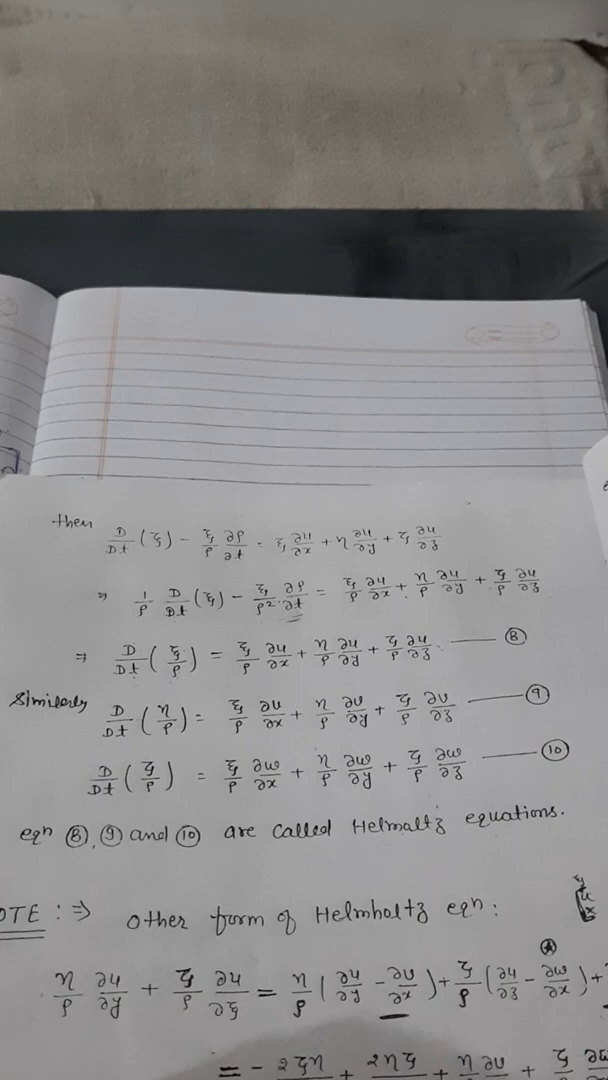 then D/Dt (ξ) - ξ/ρ ∂ρ/∂t = ξ ∂u/∂x + η ∂u/∂y + ζ ∂u/∂z
⇒ 1/ρ D/Dt (ξ) - ξ/ρ² · ∂ρ/∂t = ξ/ρ ∂u/∂x + η/ρ ∂u/∂y + ζ/ρ ∂u/∂z
⇒ D/Dt (ξ/ρ) = ξ/ρ ∂u/∂x + η/ρ ∂u/∂y + ζ/ρ ∂u/∂z. — ⑧
Similerly D/Dt (η/ρ) = ξ/ρ ∂v/∂x + η/ρ ∂v/∂y + ζ/ρ ∂v/∂z — ⑨
D/Dt (ζ/ρ) = ξ/ρ ∂w/∂x + η/ρ ∂w/∂y + ζ/ρ ∂w/∂z — ⑩
eqn ⑧, ⑨ and ⑩ are called Helmaltz equations.
OTE : ⇒ Other form of Helmholtz eqn :
η/ρ ∂u/∂y + ζ/ρ ∂u/∂z = η/ρ (∂u/∂y - ∂v/∂x) + ζ/ρ (∂u/∂z - ∂w/∂x) +